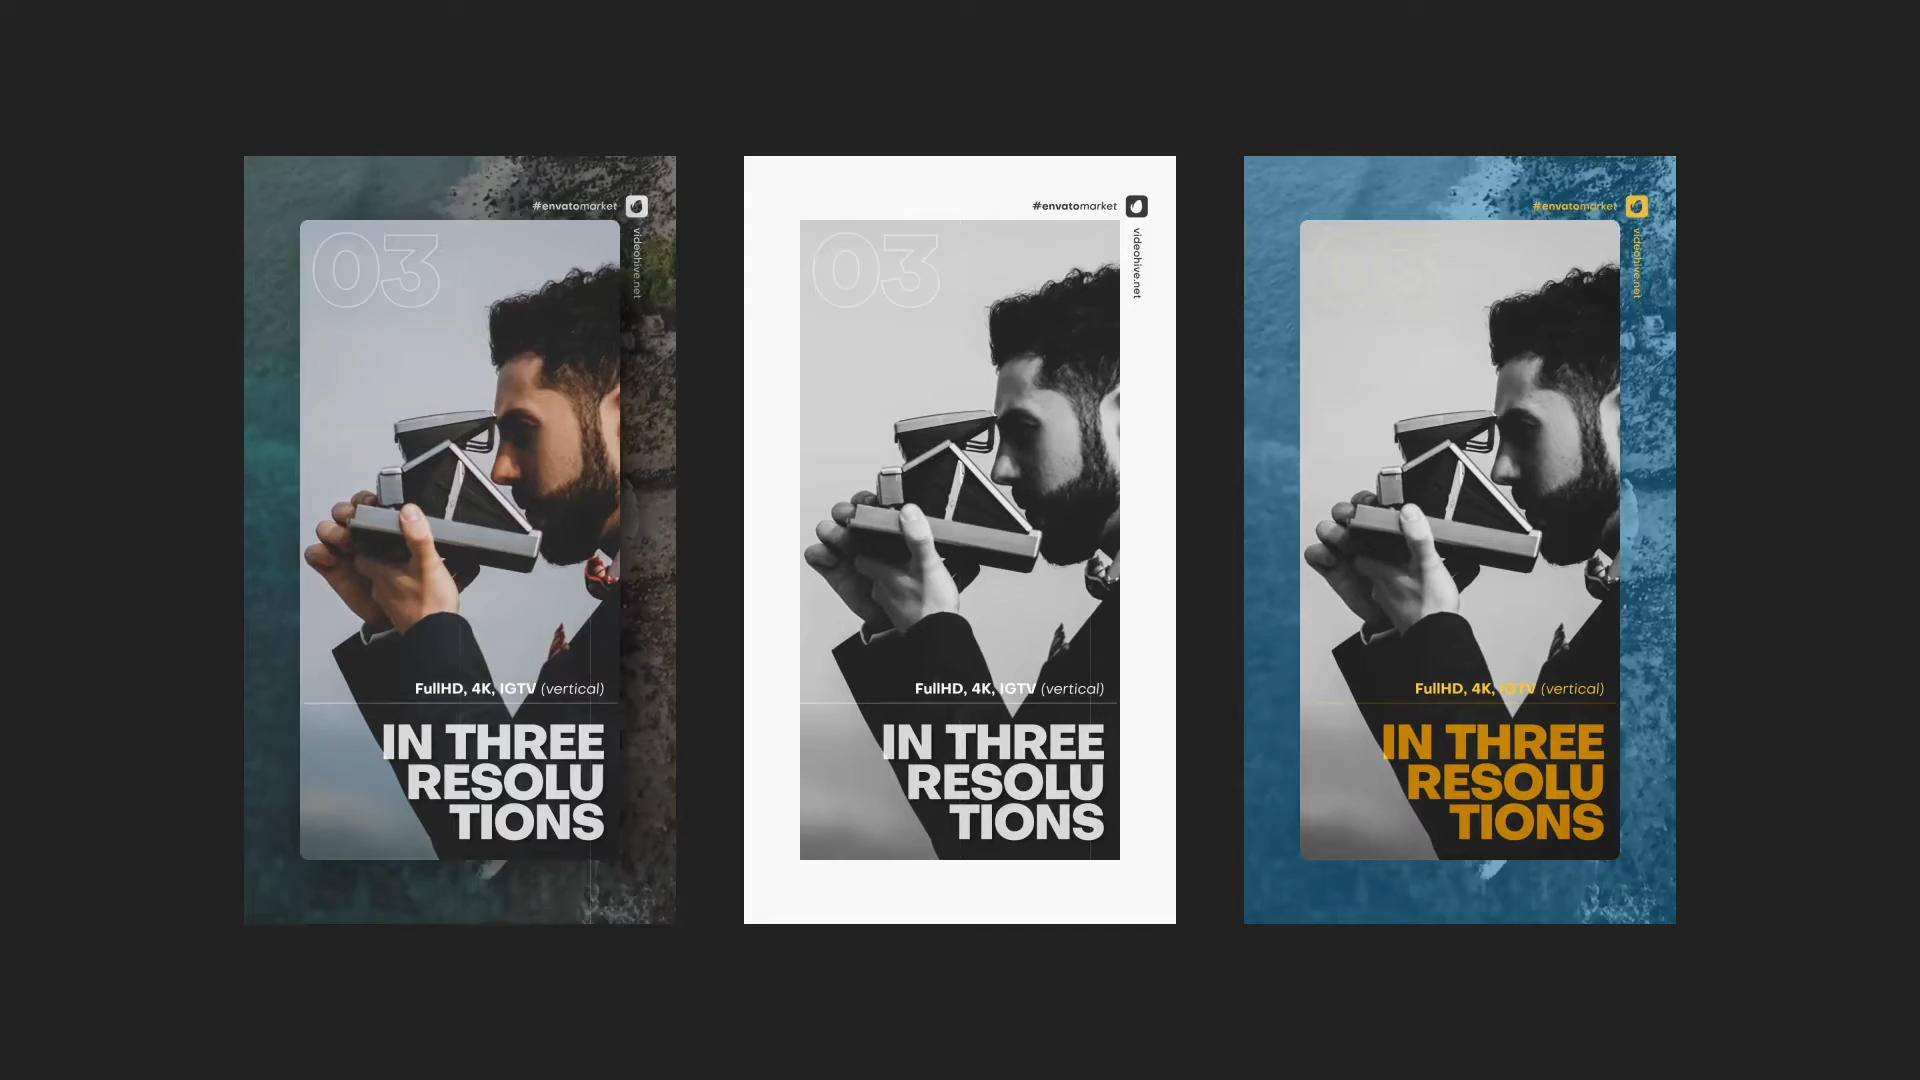 #envatomarket
videohive.net
03
FullHD, 4K, IGTV (vertical)
IN THREE
RESOLU
TIONS
#envatomarket
videohive.net
03
FullHD, 4K, IGTV (vertical)
IN THREE
RESOLU
TIONS
#envatomarket
videohive.net
FullHD, 4K, IGTV (vertical)
IN THREE
RESOLU
TIONS